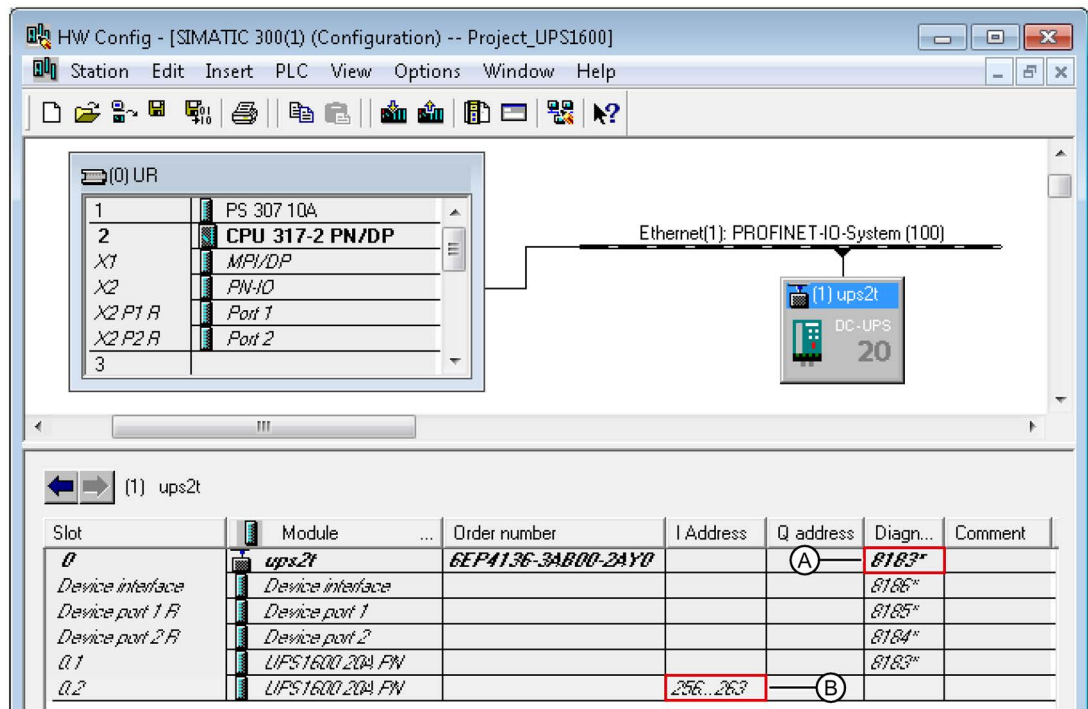 HW Config - [SIMATIC 300(1) (Configuration) -- Project_UPS1600]
Station Edit Insert PLC View Options Window Help
(0) UR
1 PS 307 10A
2 CPU 317-2 PN/DP
X1 MPI/DP
X2 PN-IO
X2 P1 R Port 1
X2 P2 R Port 2
3
Ethernet(1): PROFINET-IO-System (100)
(1) ups2t
DC-UPS
20
(1) ups2t
Slot Module ... Order number I Address Q address Diagn... Comment
0 ups2t 6EP4136-3AB00-2AY0 A 8183*
Device interface Device interface 8186*
Device port 1 R Device port 1 8185*
Device port 2 R Device port 2 8184*
0.1 UPS1600 20A PN 8183*
0.2 UPS1600 20A PN 256...263 B